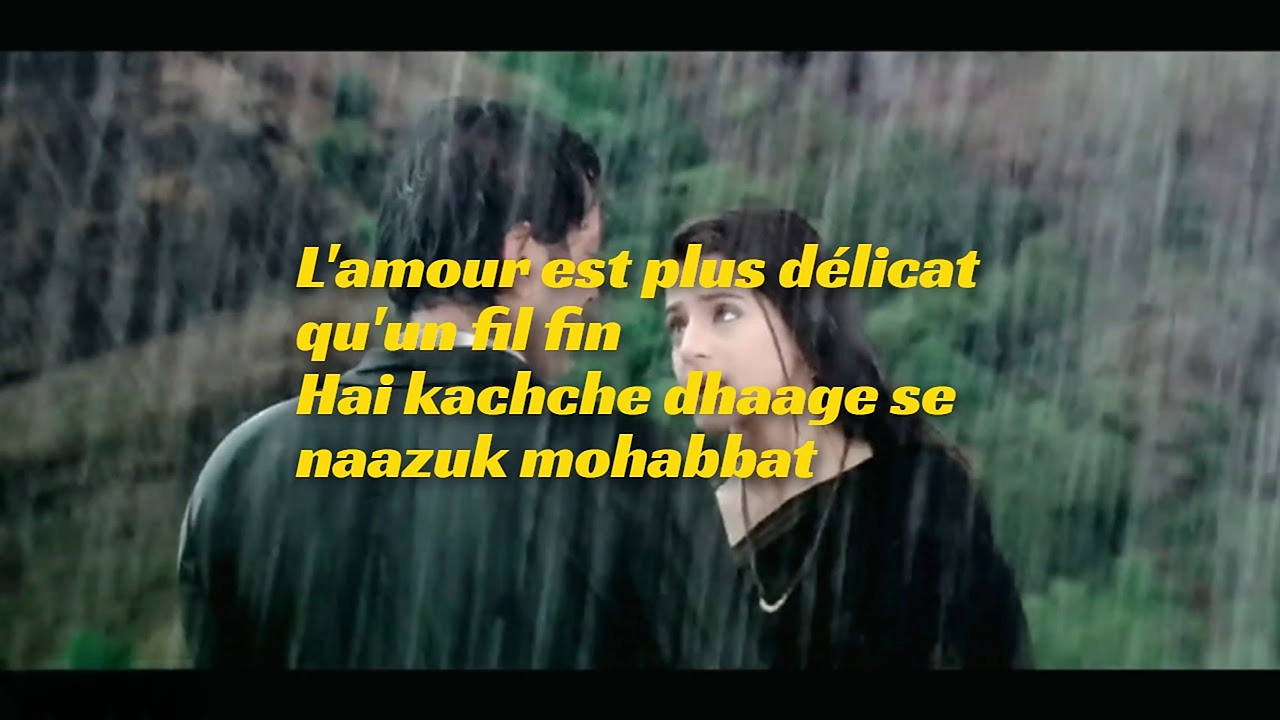 L'amour est plus délicat
qu'un fil fin
Hai kachche dhaage se
naazuk mohabbat